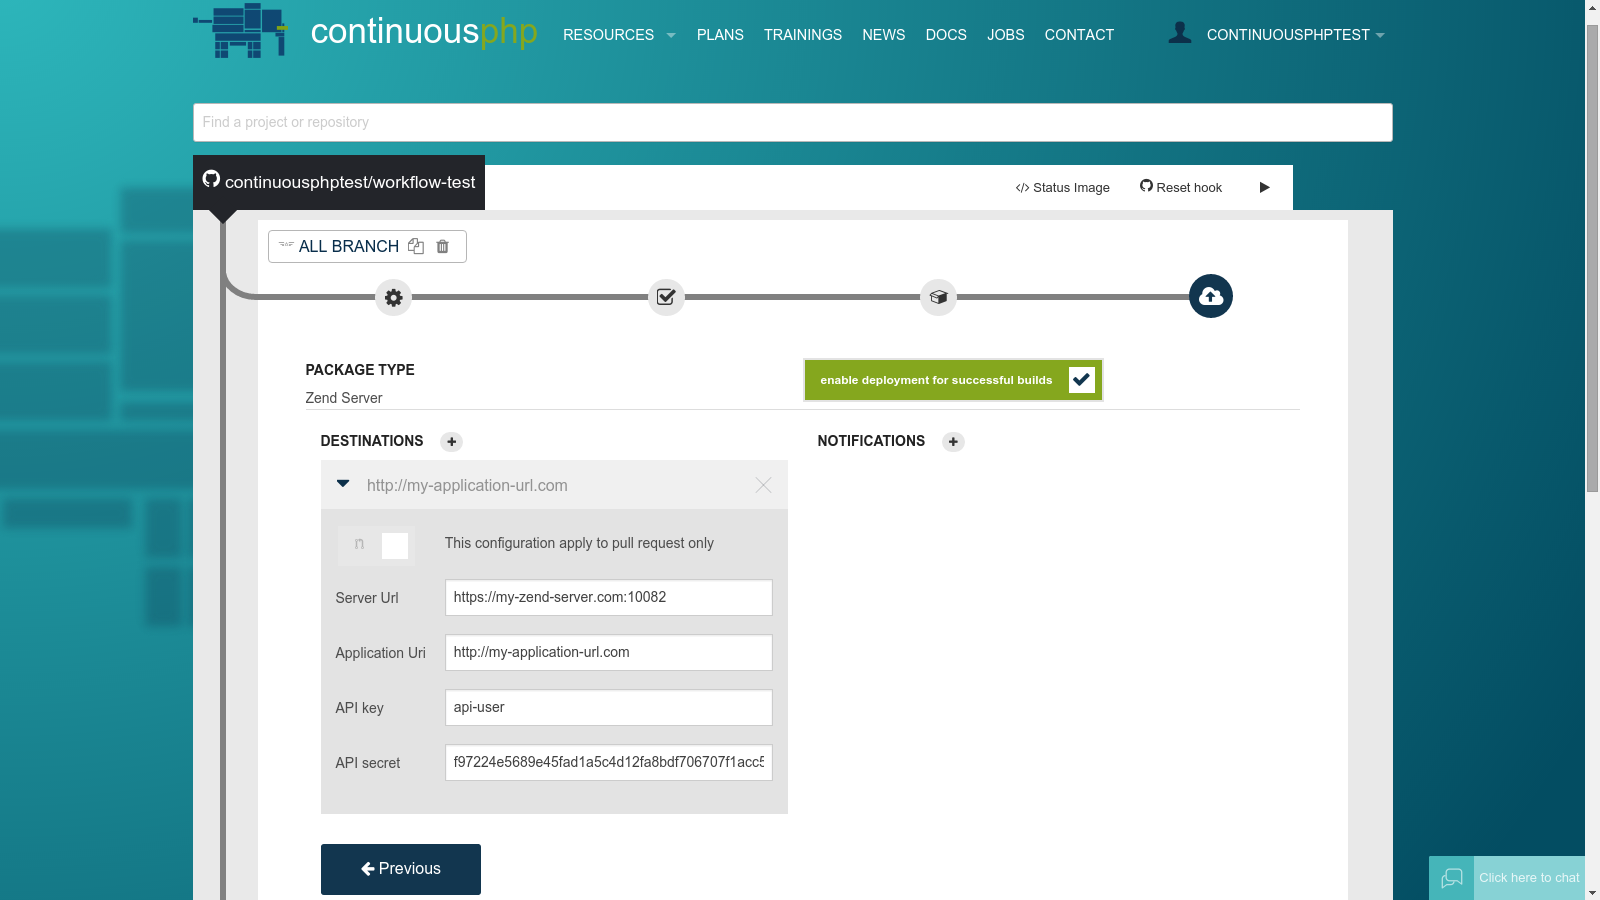 continuousphp RESOURCES PLANS TRAININGS NEWS DOCS JOBS CONTACT CONTINUOUSPHPTEST
Find a project or repository
continuousphptest/workflow-test </> Status Image Reset hook
ALL BRANCH
PACKAGE TYPE
Zend Server
enable deployment for successful builds
DESTINATIONS +
NOTIFICATIONS +
http://my-application-url.com
This configuration apply to pull request only
Server Url https://my-zend-server.com:10082
Application Uri http://my-application-url.com
API key api-user
API secret f97224e5689e45fad1a5c4d12fa8bdf706707f1acc5
Previous
Click here to chat